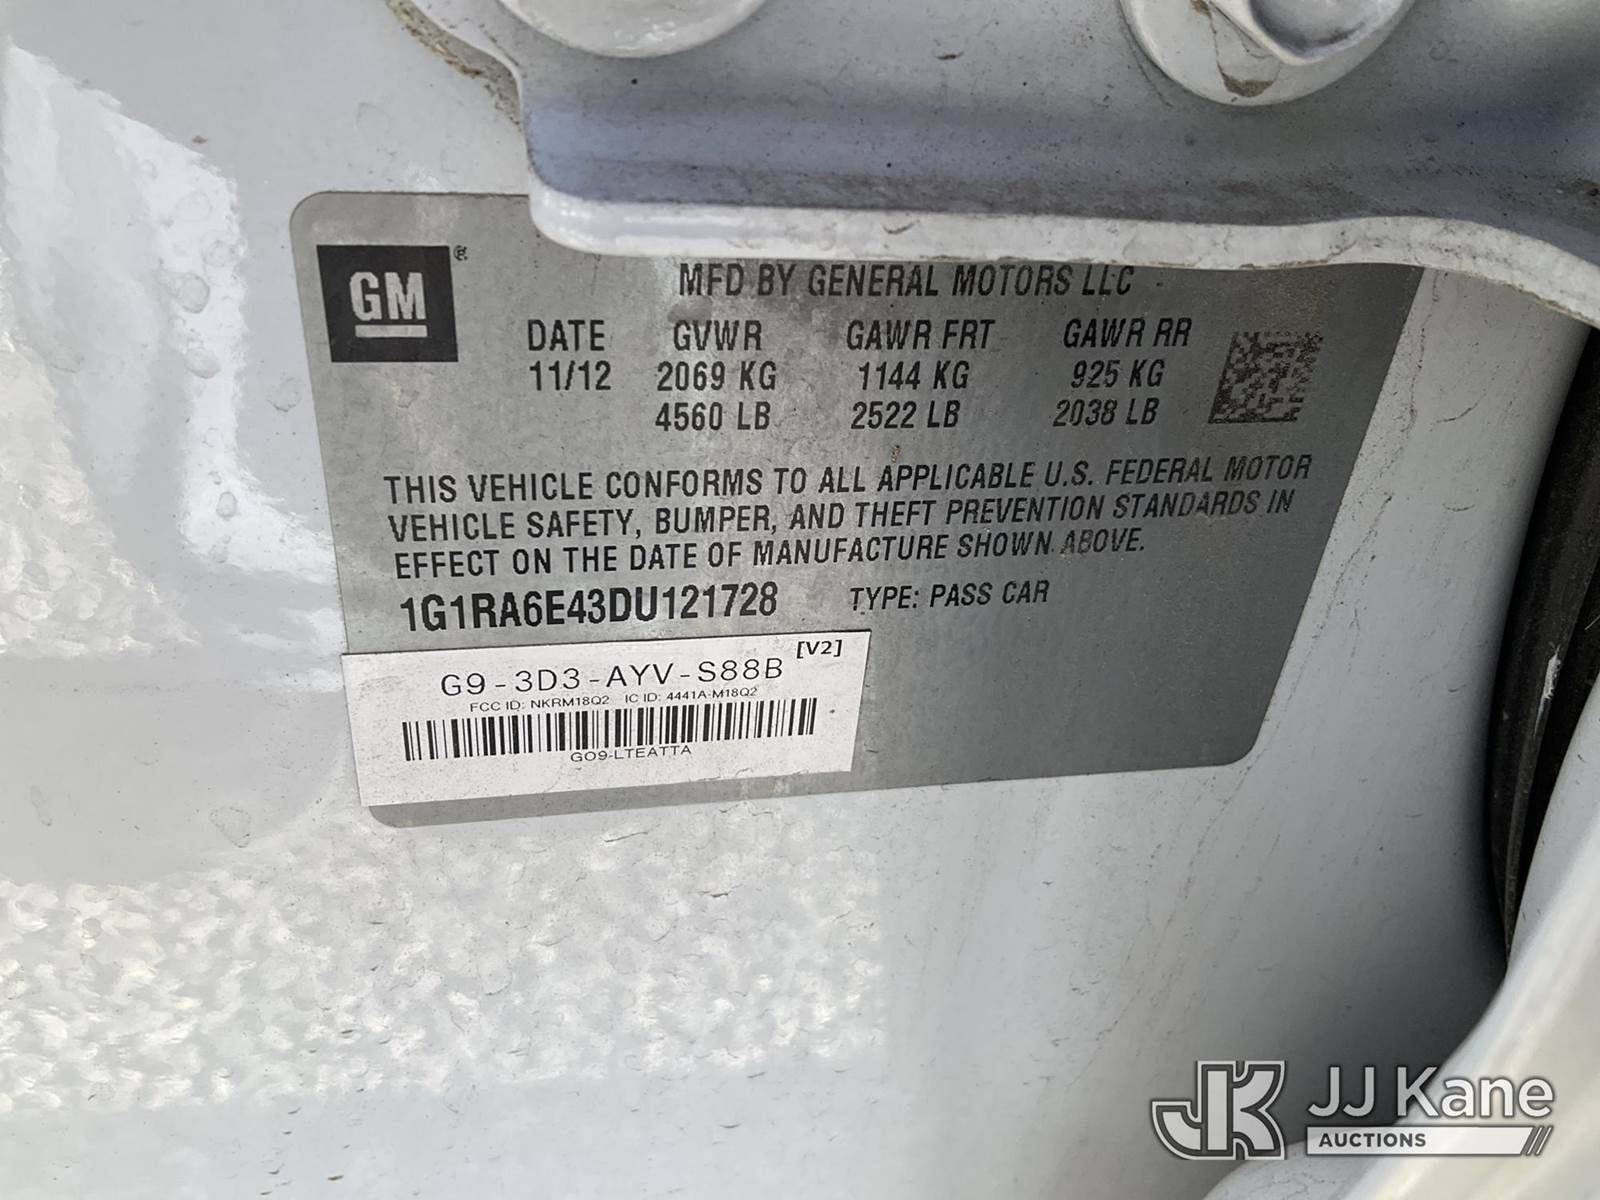 GM®
MFD BY GENERAL MOTORS LLC
DATE GVWR GAWR FRT GAWR RR
11/12 2069 KG 1144 KG 925 KG
4560 LB 2522 LB 2038 LB
THIS VEHICLE CONFORMS TO ALL APPLICABLE U.S. FEDERAL MOTOR
VEHICLE SAFETY, BUMPER, AND THEFT PREVENTION STANDARDS IN
EFFECT ON THE DATE OF MANUFACTURE SHOWN ABOVE.
1G1RA6E43DU121728 TYPE: PASS CAR
[V2]
G9-3D3-AYV-S88B
FCC ID: NKRM18Q2 IC ID: 4441A-M18Q2
GO9-LTEATTA
JK JJ Kane
AUCTIONS